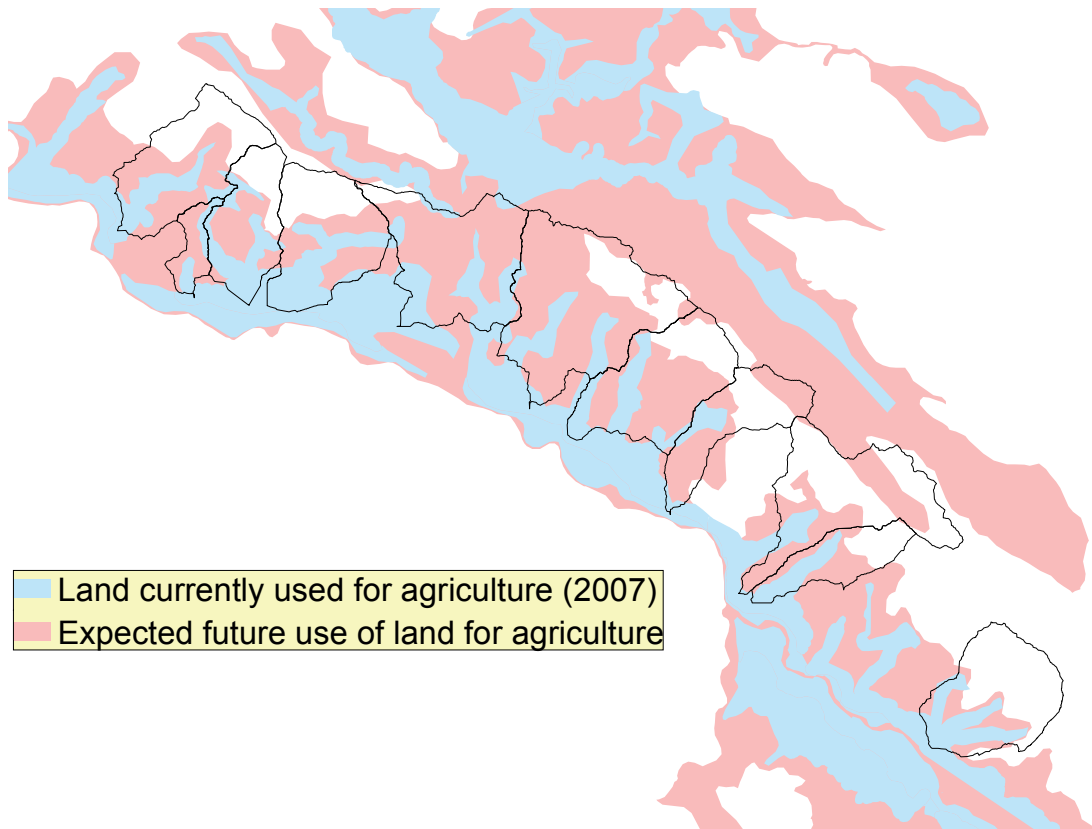 Land currently used for agriculture (2007)
Expected future use of land for agriculture